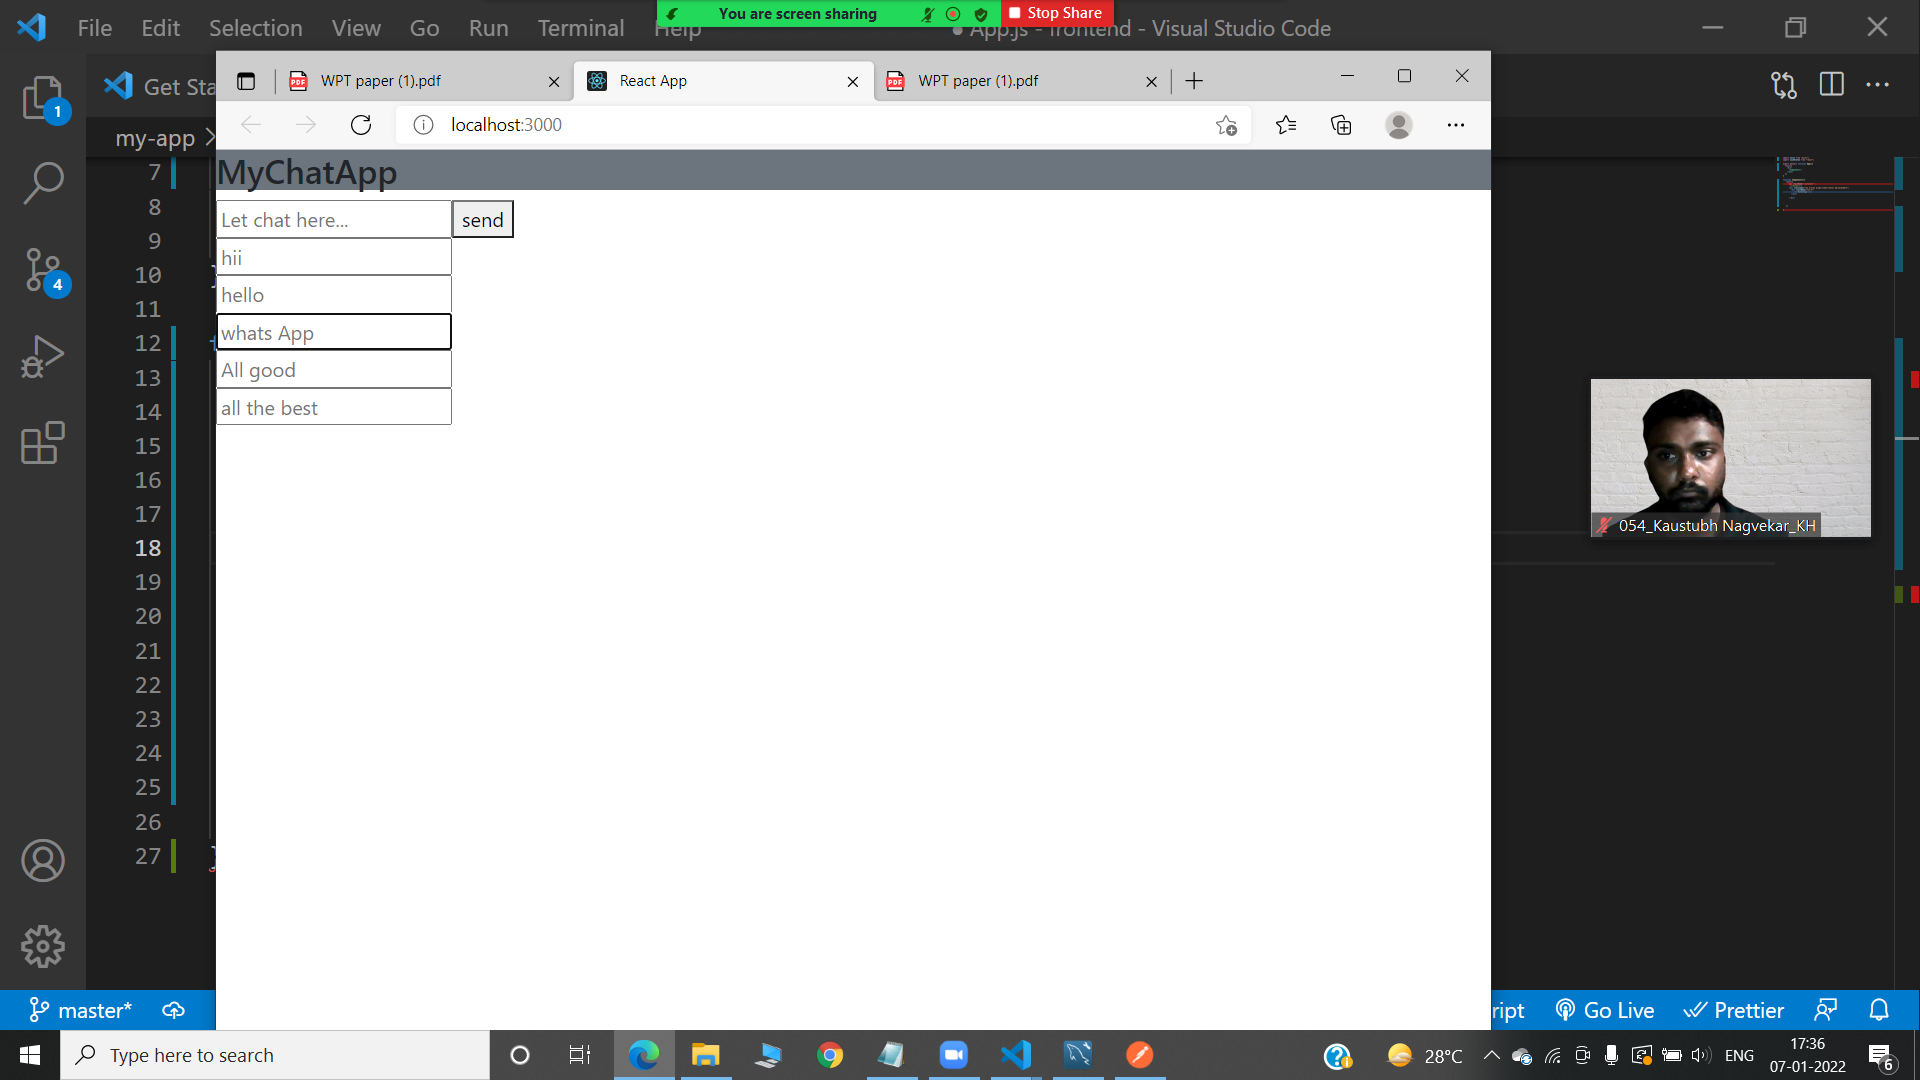 File Edit Selection View Go Run Terminal Help
You are screen sharing
Stop Share
App.js - frontend - Visual Studio Code
1
Get Sta
WPT paper (1).pdf
React App
WPT paper (1).pdf
localhost:3000
my-app
MyChatApp
Let chat here...
send
hii
hello
whats App
All good
all the best
4
7
8
9
10
11
12
13
14
15
16
17
18
19
20
21
22
23
24
25
26
27
054_Kaustubh Nagvekar_KH
master*
ript
Go Live
Prettier
Type here to search
28°C
ENG
17:36
07-01-2022
6